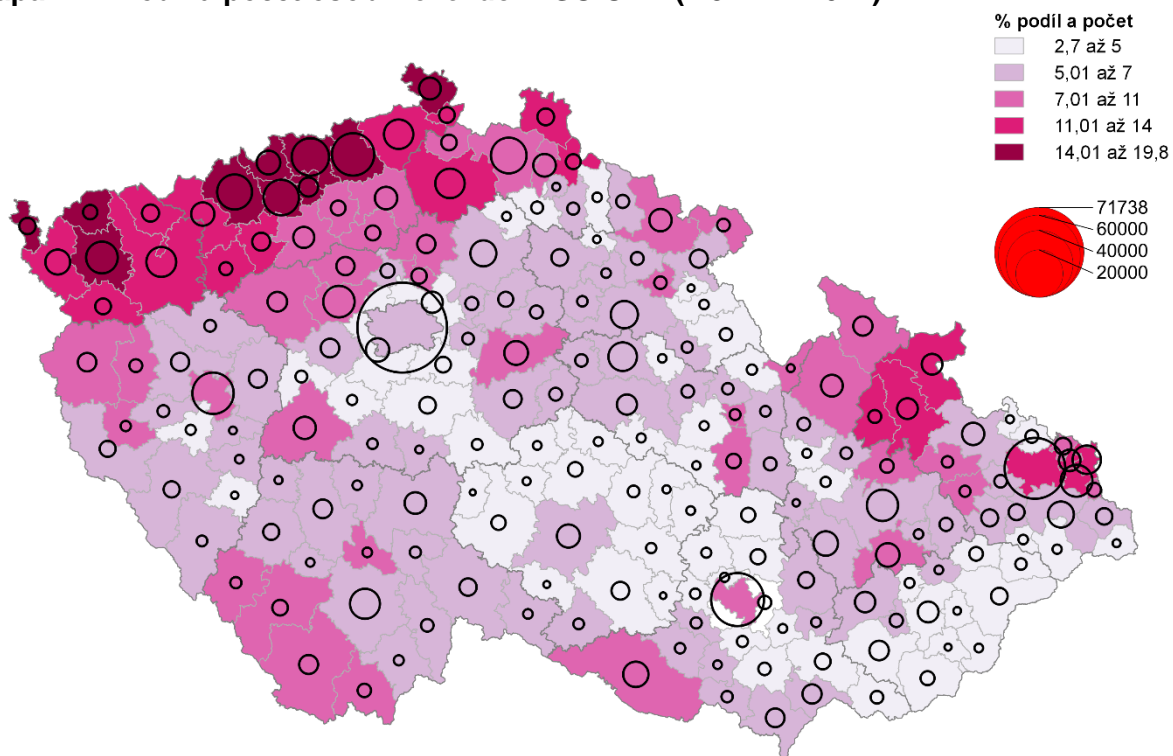 % podíl a počet
2,7 až 5
5,01 až 7
7,01 až 11
11,01 až 14
14,01 až 19,8
71738
60000
40000
20000